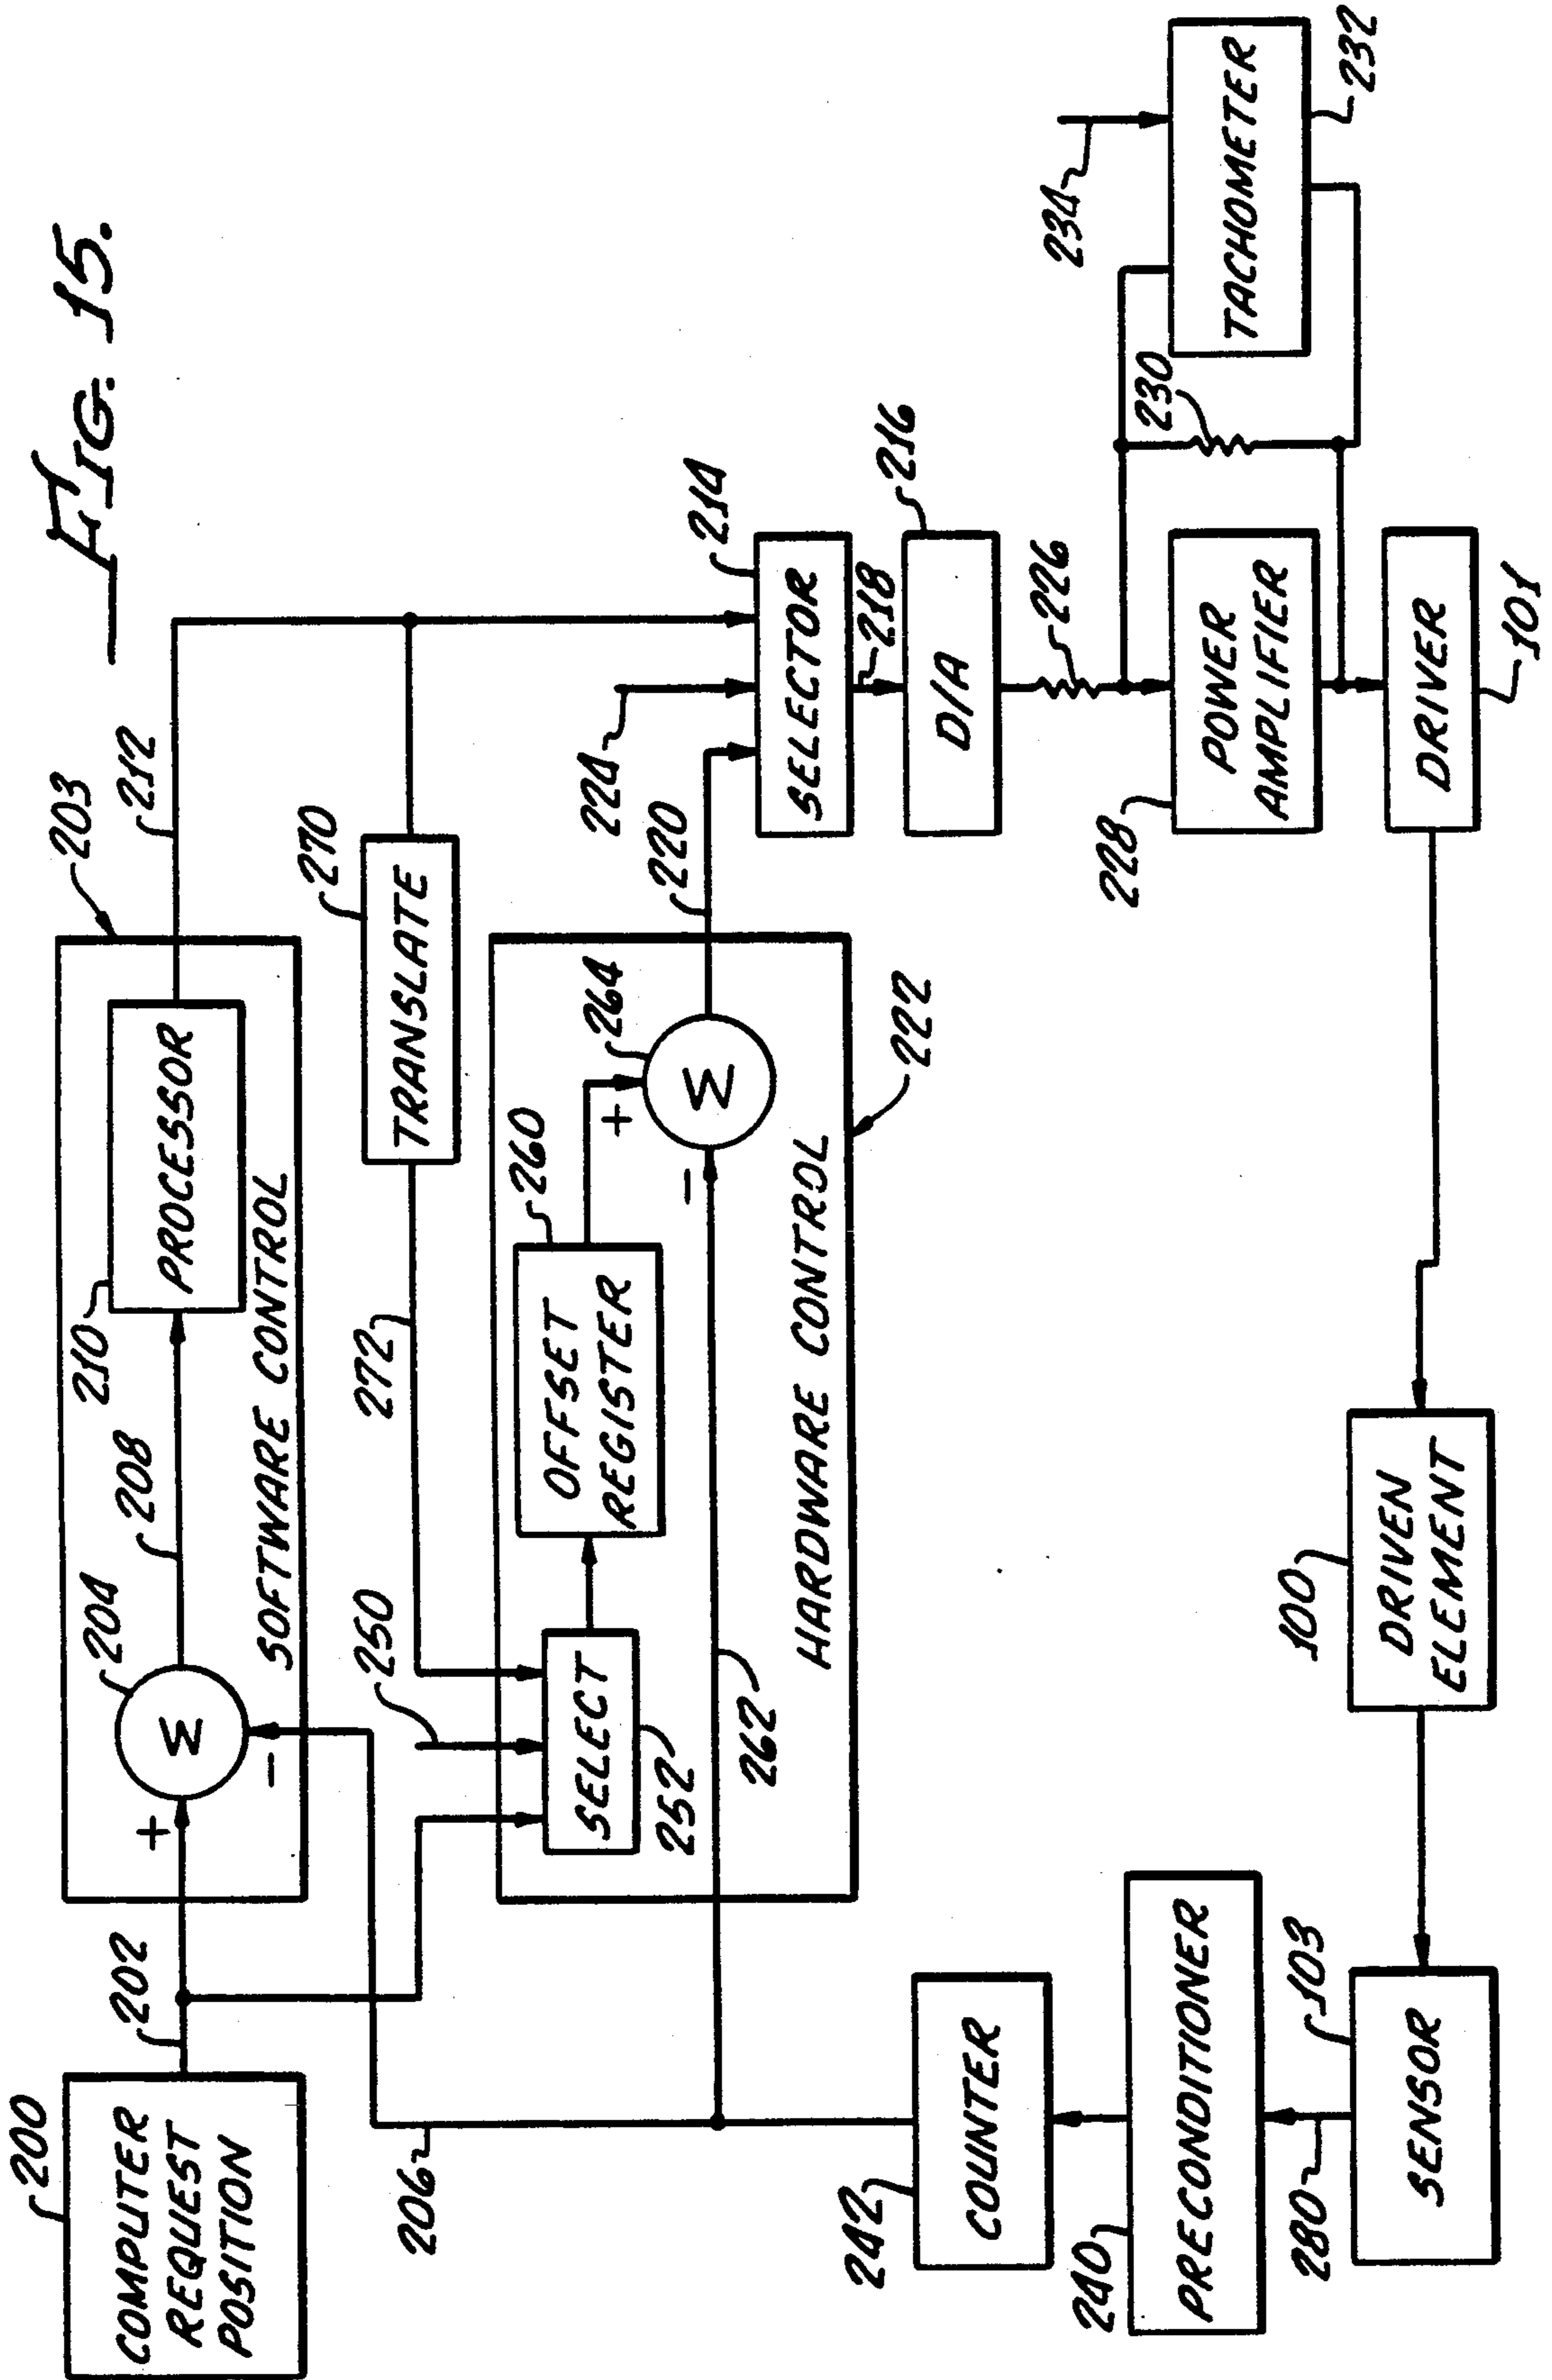 FIG. 15.
200
COMPUTER
REQUEST
POSITION
202
+
-
Σ
204
208
210
PROCESSOR
SOFTWARE CONTROL
203
212
206
250
272
TRANSLATE
270
SELECT
252
OFFSET
REGISTER
260
+
-
Σ
264
262
HARDWARE CONTROL
222
220
224
SELECTOR
214
218
D/A
216
226
228
POWER
AMPLIFIER
230
234
TACHOMETER
232
DRIVER
101
242
COUNTER
240
PRECONDITIONER
280
SENSOR
103
100
DRIVEN
ELEMENT